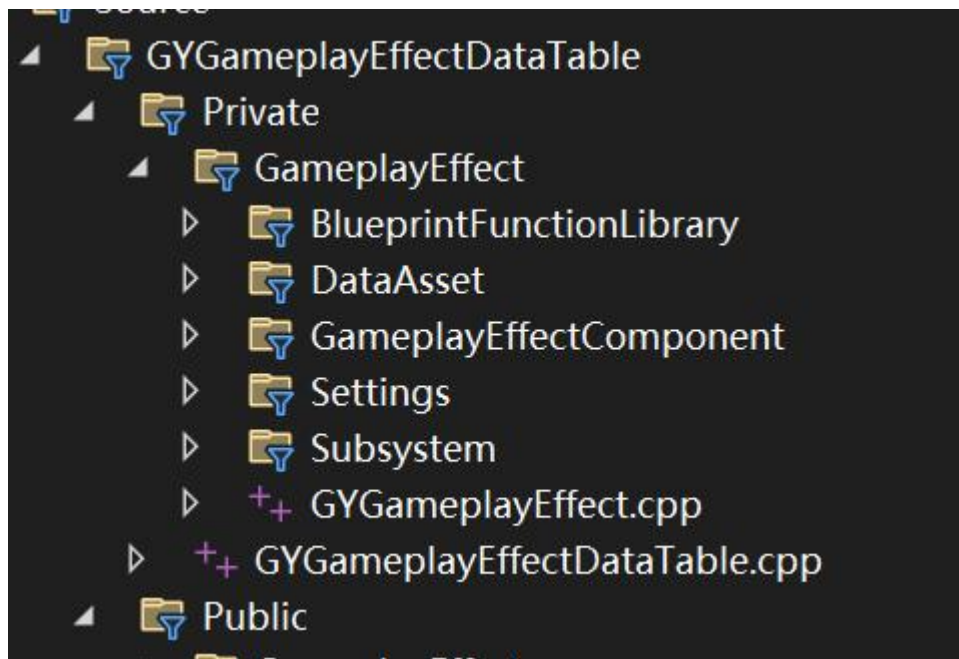 GYGameplayEffectDataTable
Private
GameplayEffect
BlueprintFunctionLibrary
DataAsset
GameplayEffectComponent
Settings
Subsystem
GYGameplayEffect.cpp
GYGameplayEffectDataTable.cpp
Public